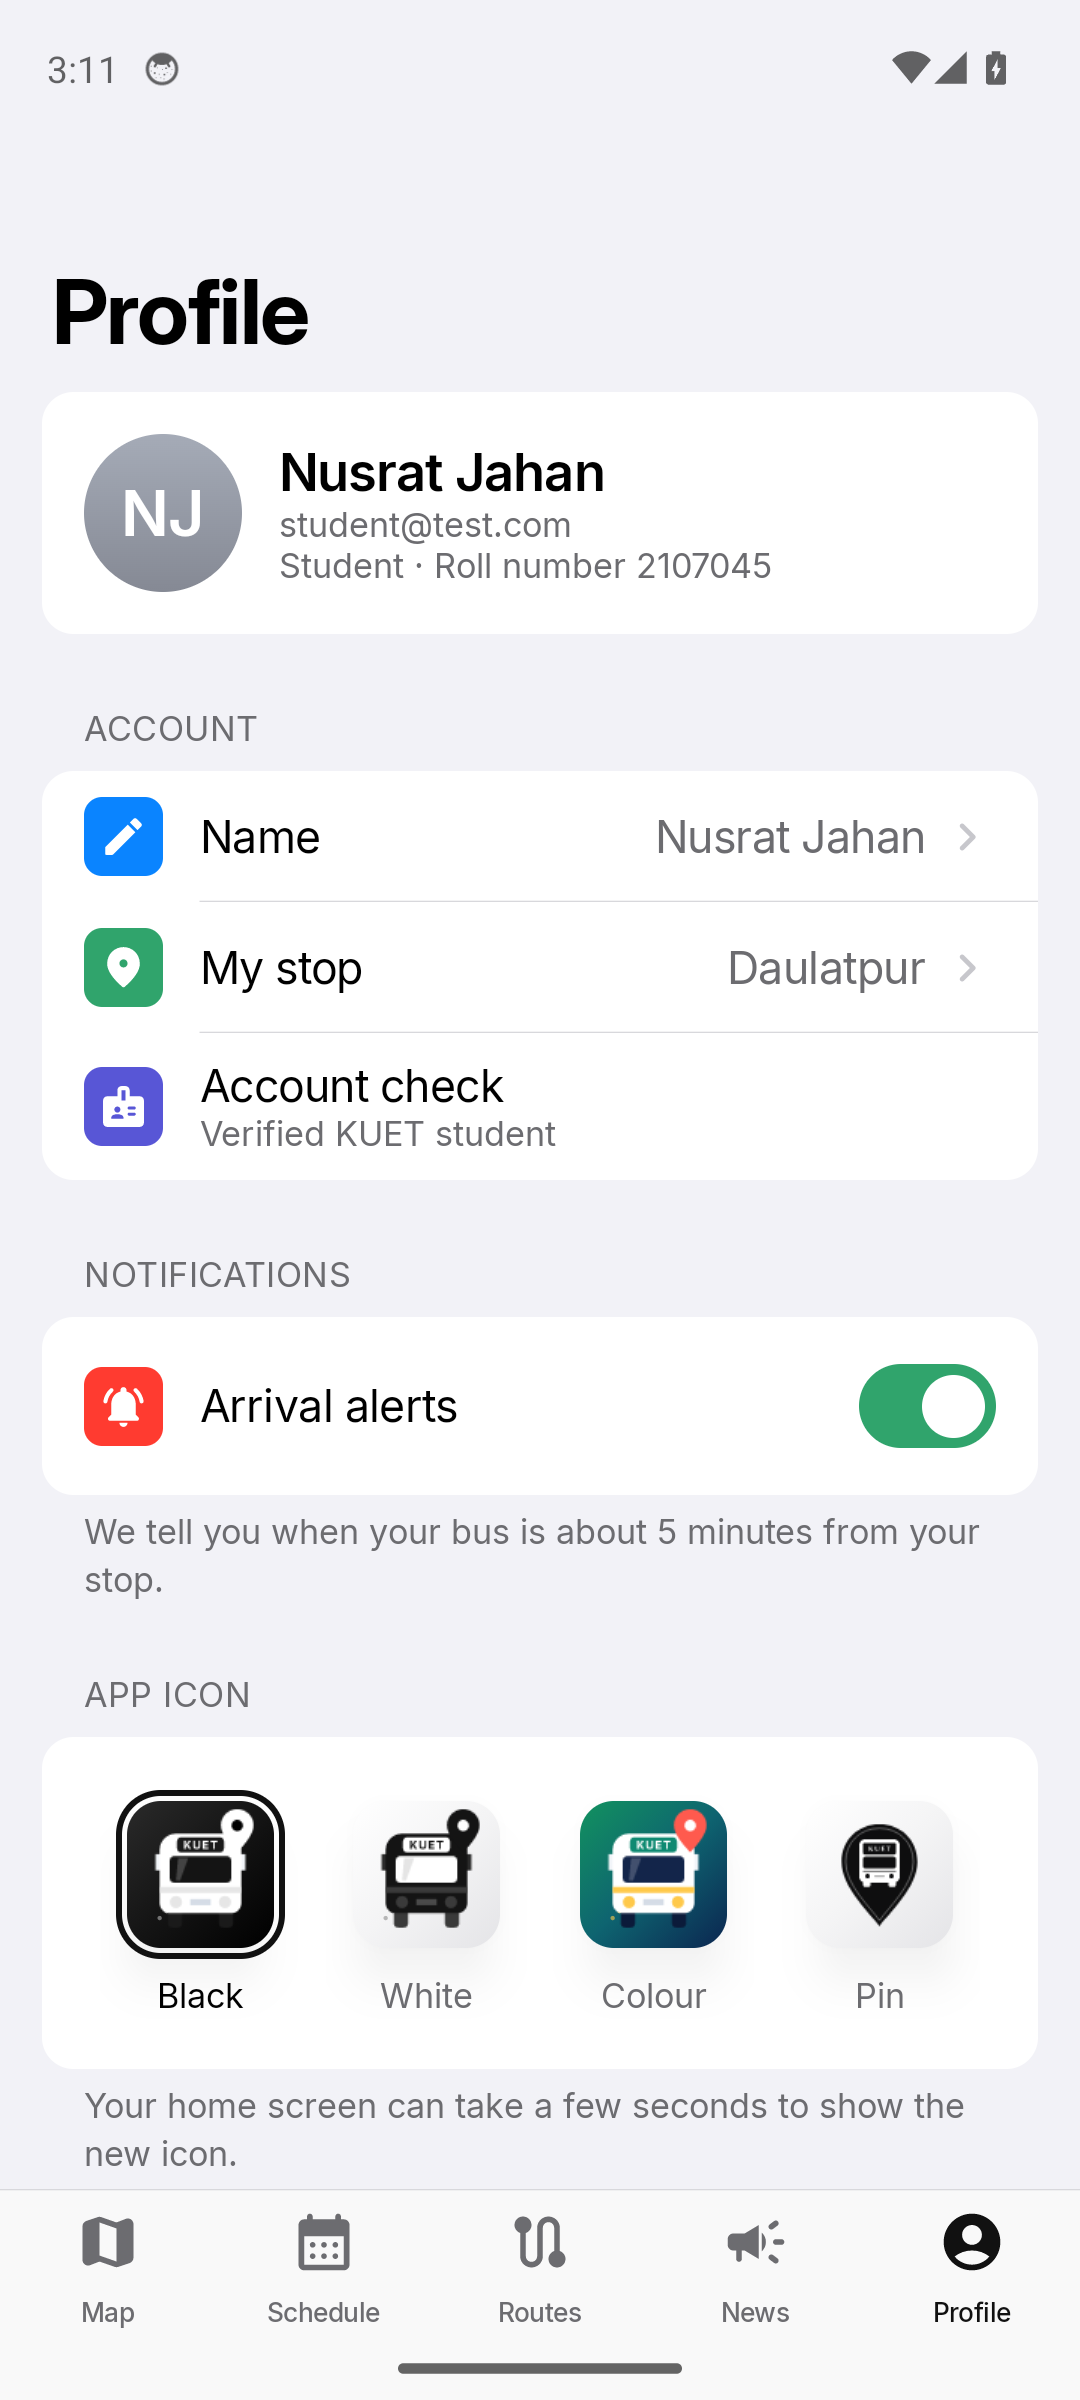 3:11
Profile
NJ
Nusrat Jahan
student@test.com
Student · Roll number 2107045
ACCOUNT
Name
Nusrat Jahan
My stop
Daulatpur
Account check
Verified KUET student
NOTIFICATIONS
Arrival alerts
We tell you when your bus is about 5 minutes from your
stop.
APP ICON
KUET
KUET
KUET
KUET
Black
White
Colour
Pin
Your home screen can take a few seconds to show the
new icon.
Map
Schedule
Routes
News
Profile